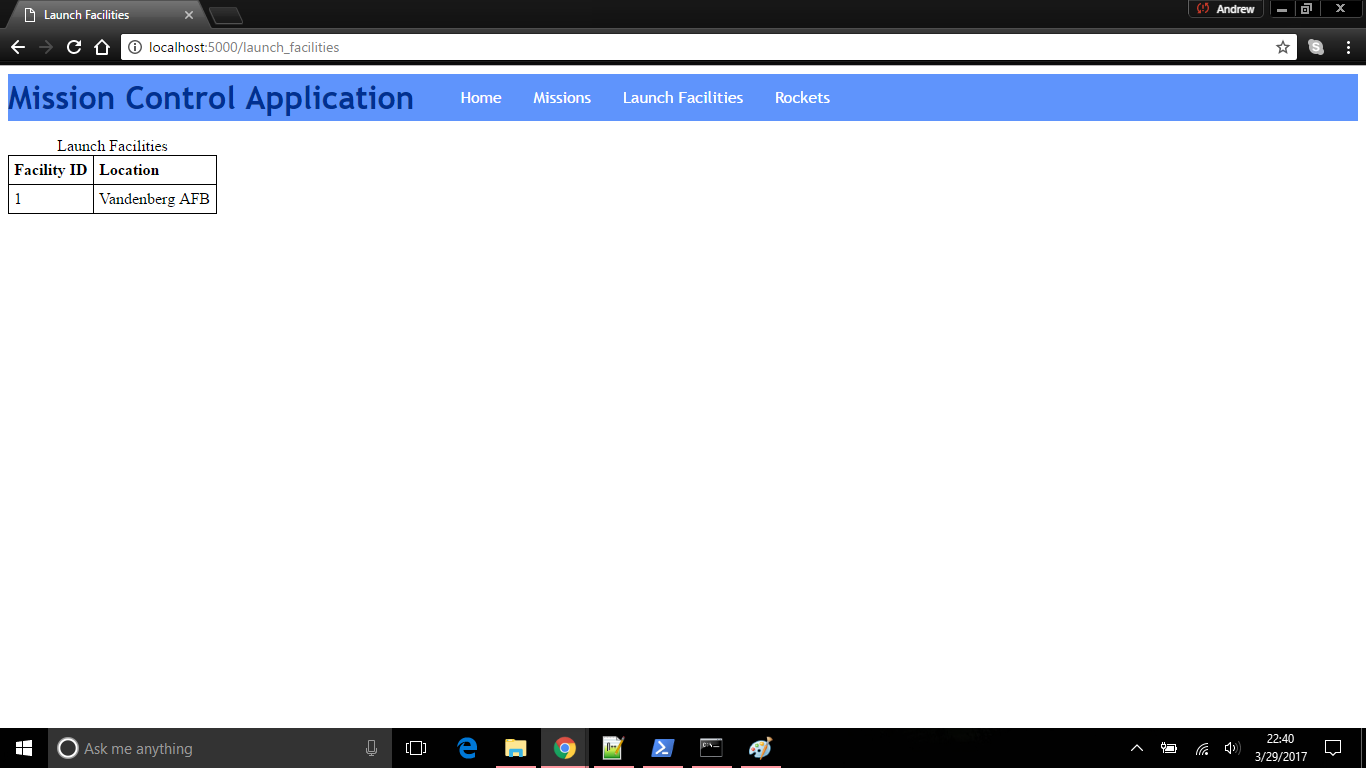 Launch Facilities
Andrew
localhost:5000/launch_facilities
Mission Control Application Home Missions Launch Facilities Rockets
Launch Facilities
Facility ID Location
1 Vandenberg AFB
Ask me anything
22:40
3/29/2017